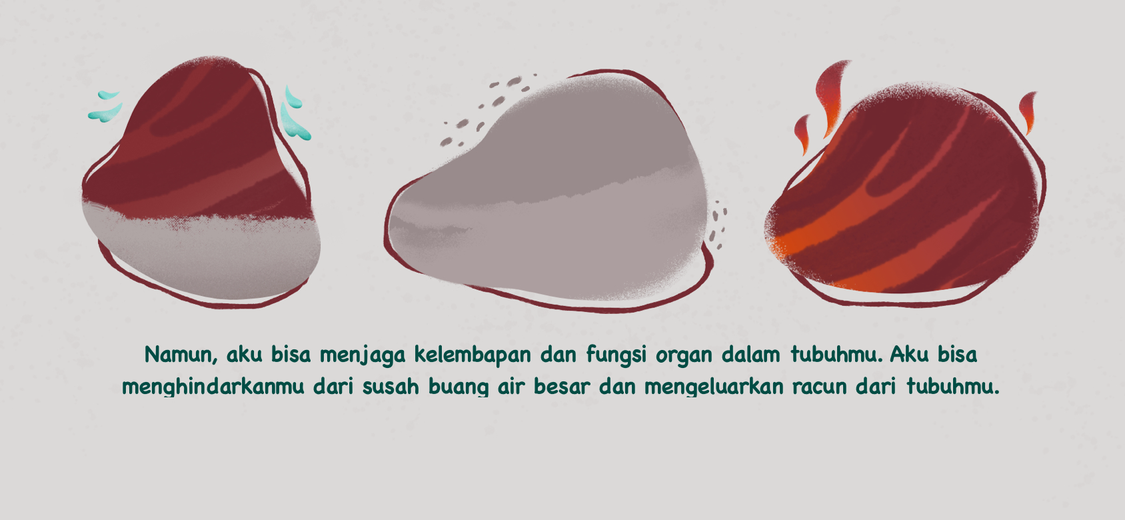 Namun, aku bisa menjaga kelembapan dan fungsi organ dalam tubuhmu. Aku bisa
menghindarkanmu dari susah buang air besar dan mengeluarkan racun dari tubuhmu.